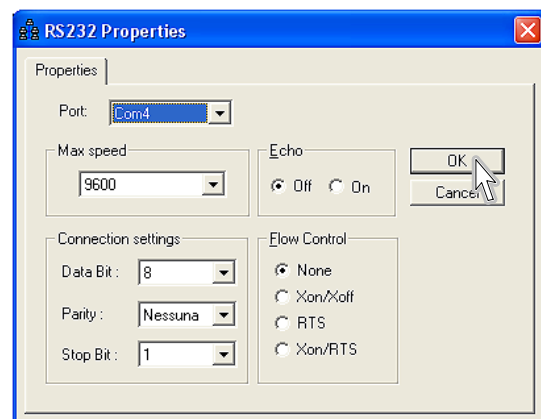 RS232 Properties
Properties
Port: Com4
Max speed
9600
Echo
Off On
OK
Cancel
Connection settings
Data Bit : 8
Parity : Nessuna
Stop Bit : 1
Flow Control
None
Xon/Xoff
RTS
Xon/RTS